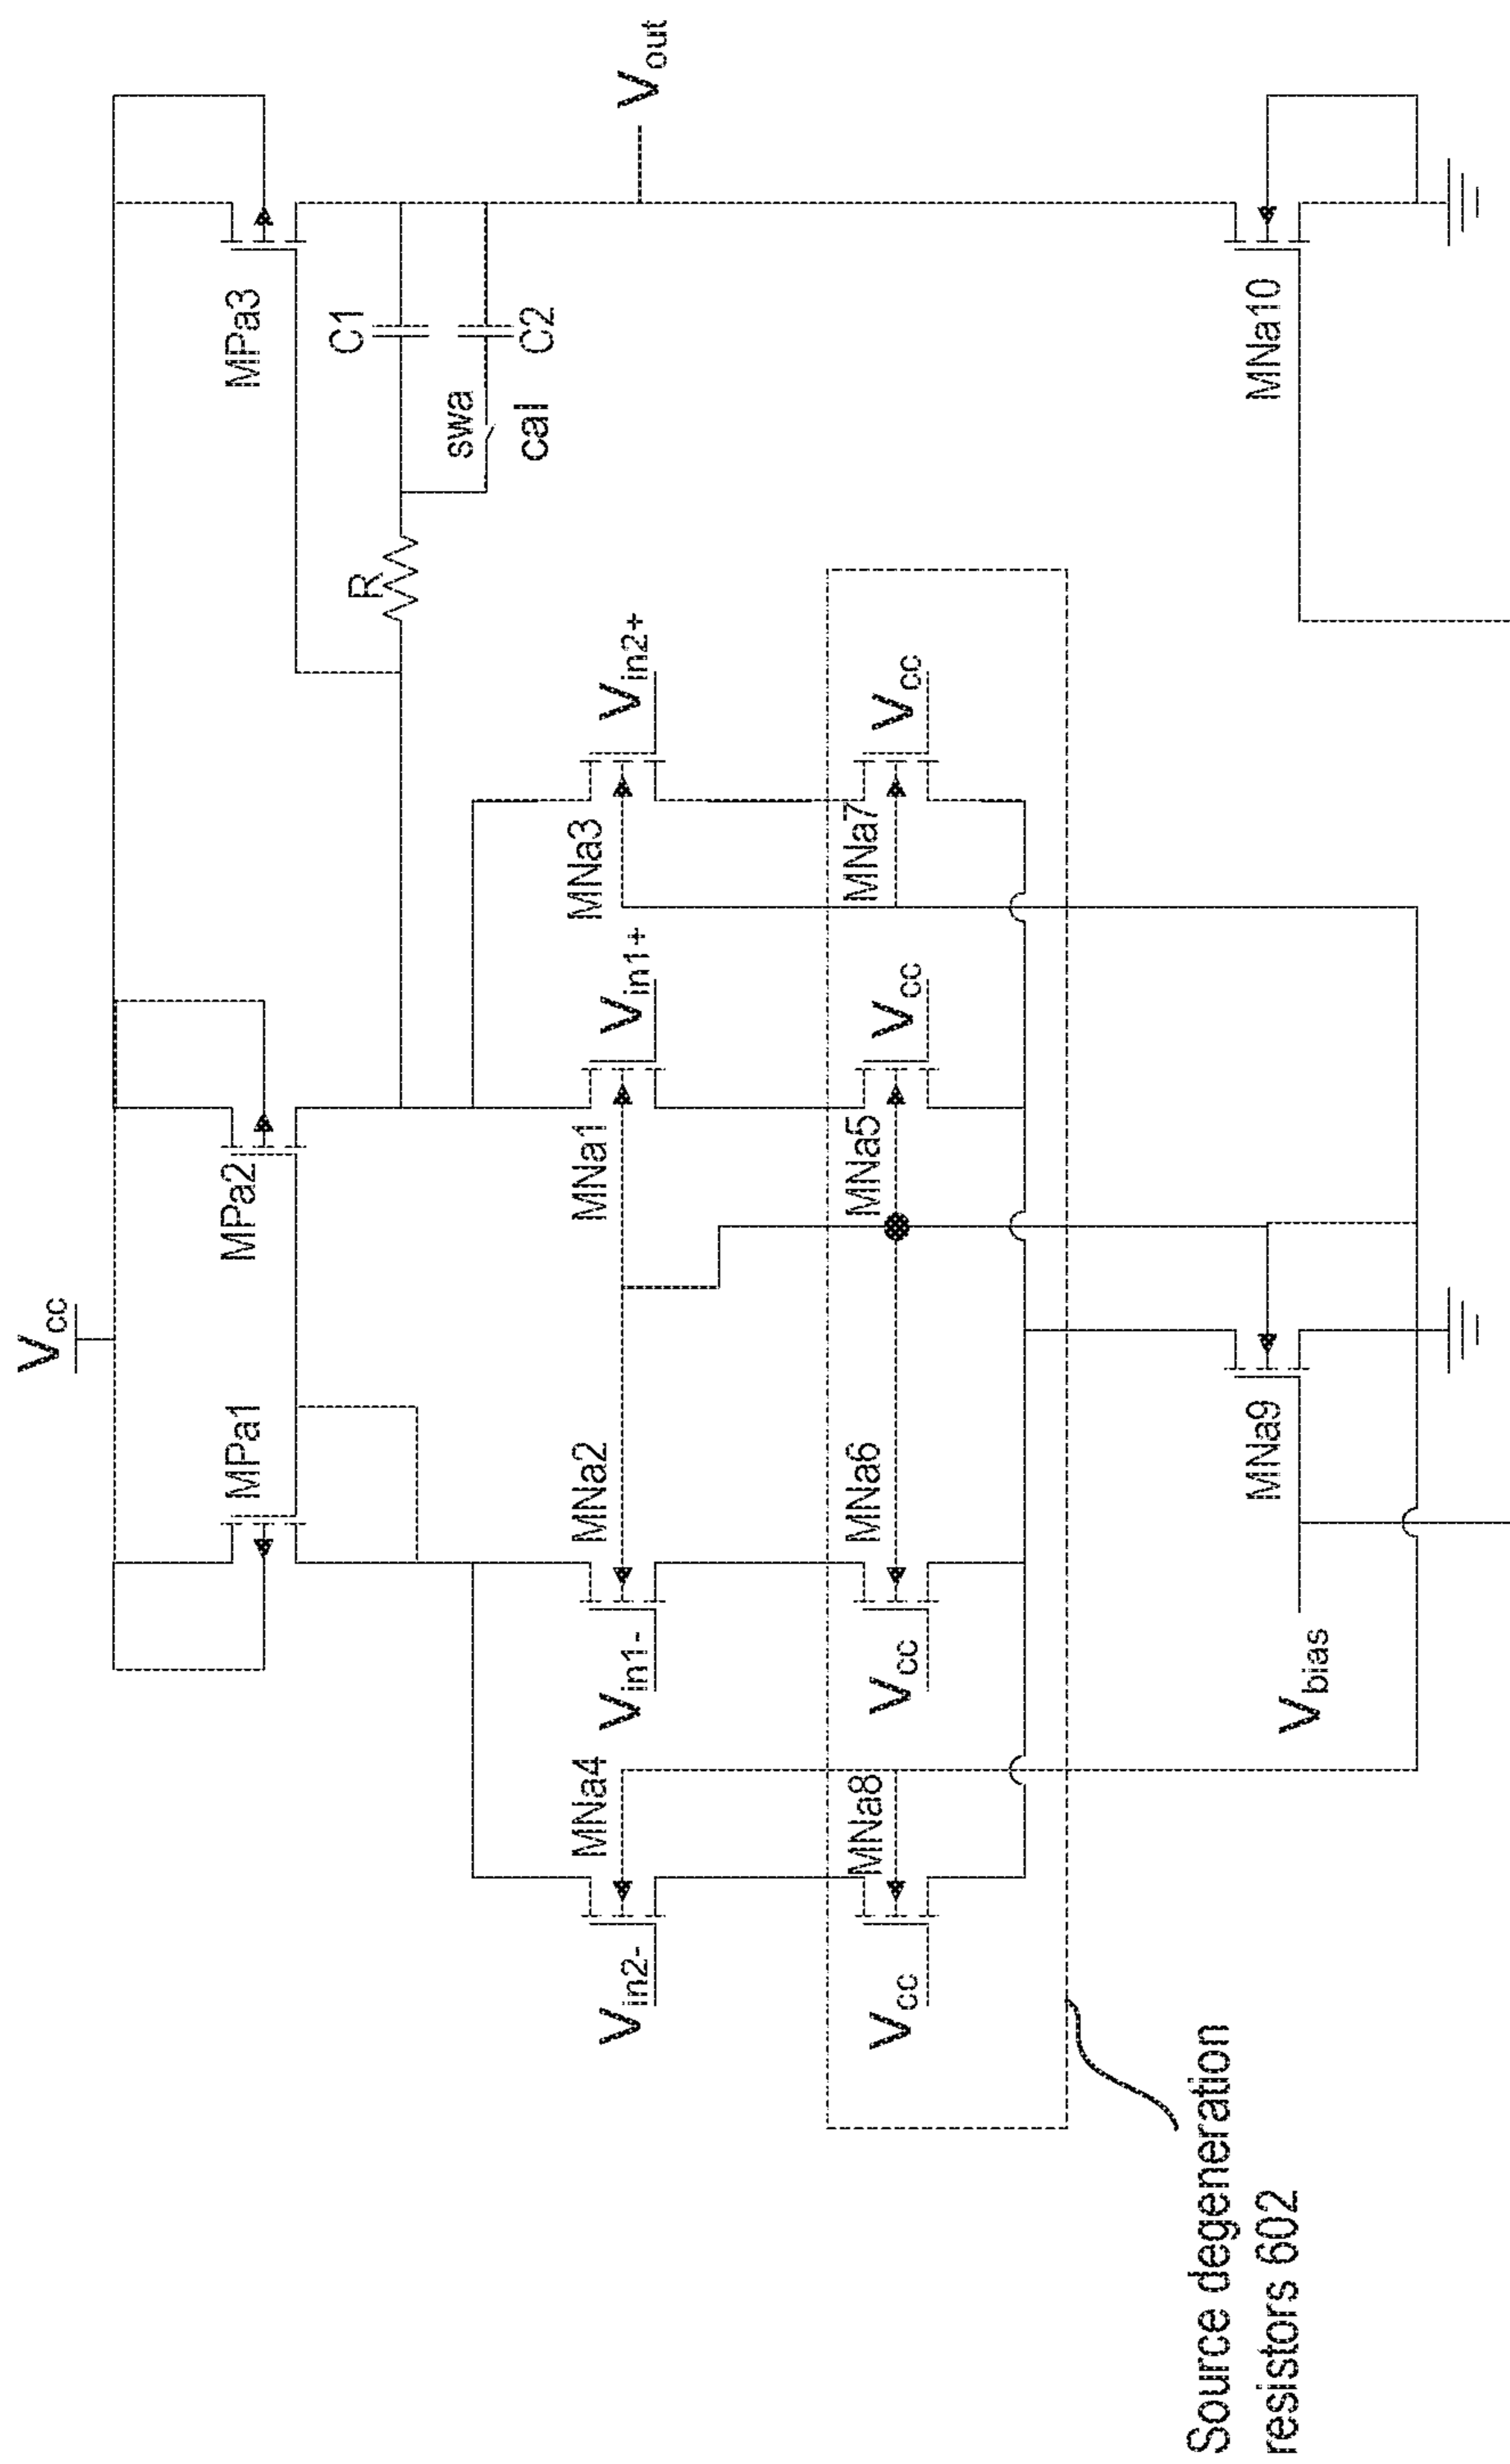 Vcc
MPa1
MPa2
MPa3
R
C1
swa
cal
C2
Vout
MNa4
MNa2
MNa1
MNa3
Vin2-
Vin1-
Vin1+
Vin2+
MNa8
MNa6
MNa5
MNa7
Vcc
Vcc
Vcc
Vcc
Source degeneration
resistors 602
Vbias
MNa9
MNa10